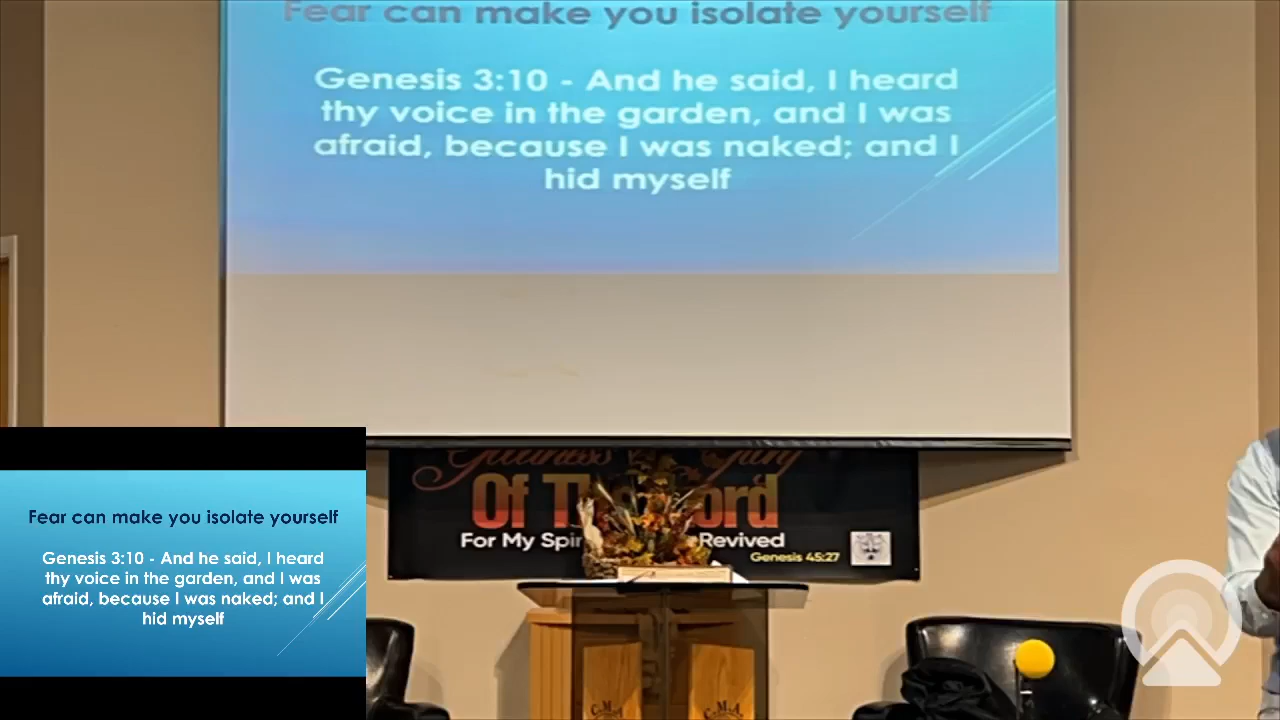 Fear can make you isolate yourself
Genesis 3:10 - And he said, I heard
thy voice in the garden, and I was
afraid, because I was naked; and I
hid myself
Of The Lord
For My Spir
Revived
Genesis 45:27
C.M.A.
C.M.A.
Fear can make you isolate yourself
Genesis 3:10 - And he said, I heard
thy voice in the garden, and I was
afraid, because I was naked; and I
hid myself